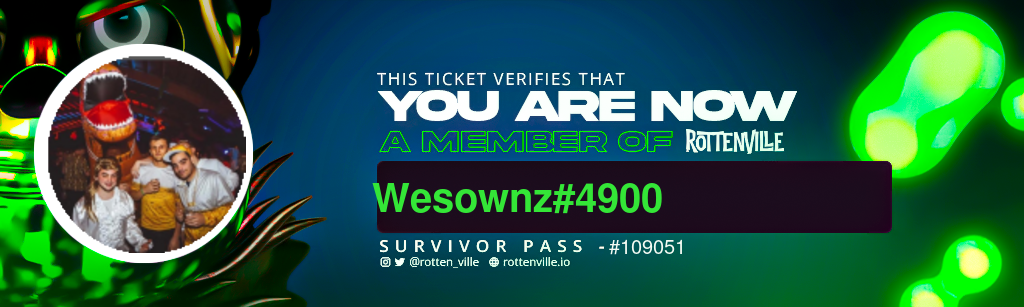 THIS TICKET VERIFIES THAT
YOU ARE NOW
A MEMBER OF ROTTENVILLE
Wesownz#4900
SURVIVOR PASS - #109051
@rotten_ville rottenville.io